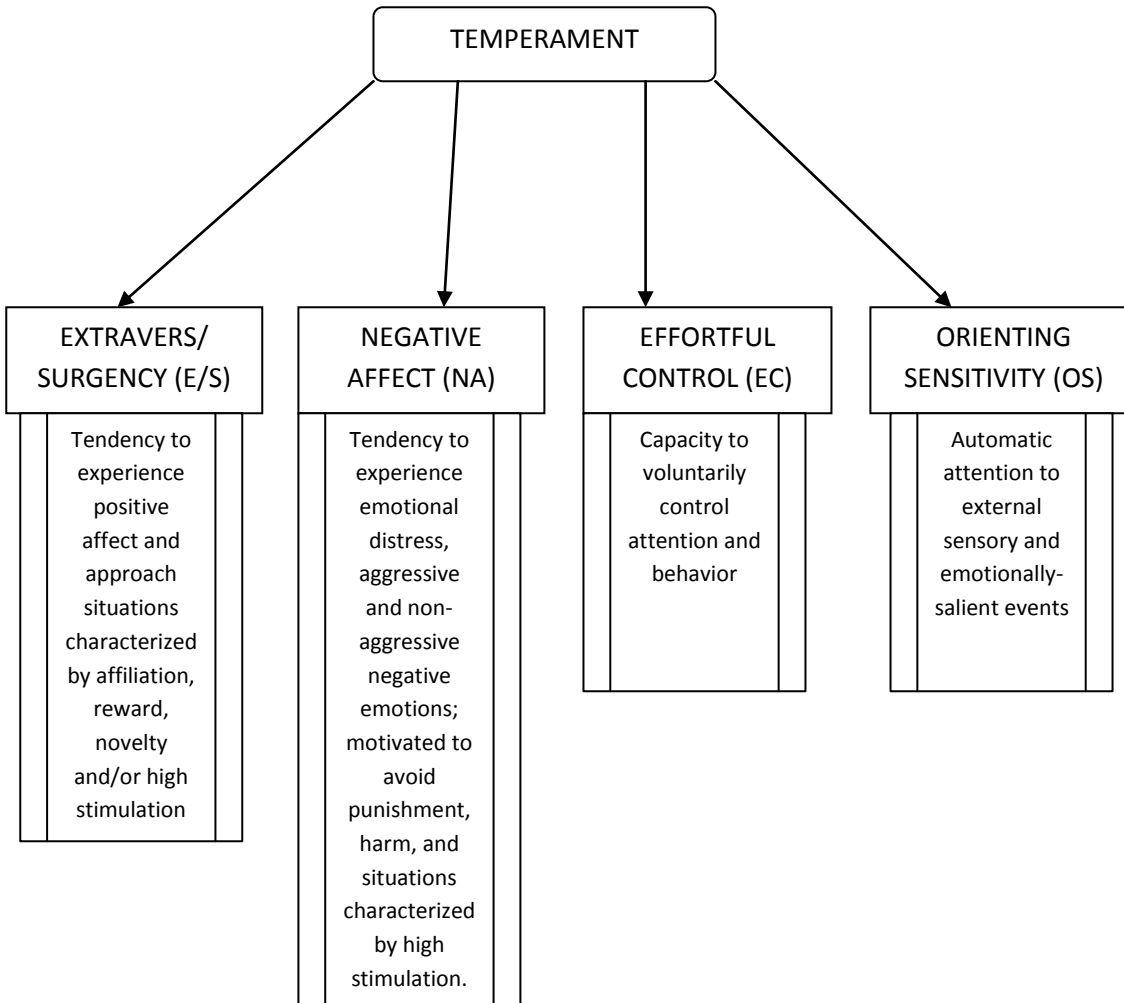 TEMPERAMENT
EXTRAVERS/
SURGENCY (E/S)
Tendency to
experience
positive
affect and
approach
situations
characterized
by affiliation,
reward,
novelty
and/or high
stimulation
NEGATIVE
AFFECT (NA)
Tendency to
experience
emotional
distress,
aggressive
and non-
aggressive
negative
emotions;
motivated to
avoid
punishment,
harm, and
situations
characterized
by high
stimulation.
EFFORTFUL
CONTROL (EC)
Capacity to
voluntarily
control
attention and
behavior
ORIENTING
SENSITIVITY (OS)
Automatic
attention to
external
sensory and
emotionally-
salient events